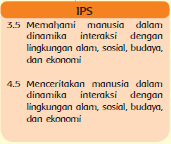 IPS
3.5 Memahami manusia dalam
dinamika interaksi dengan
lingkungan alam, sosial, budaya,
dan ekonomi
4.5 Menceritakan manusia dalam
dinamika interaksi dengan
lingkungan alam, sosial, budaya,
dan ekonomi